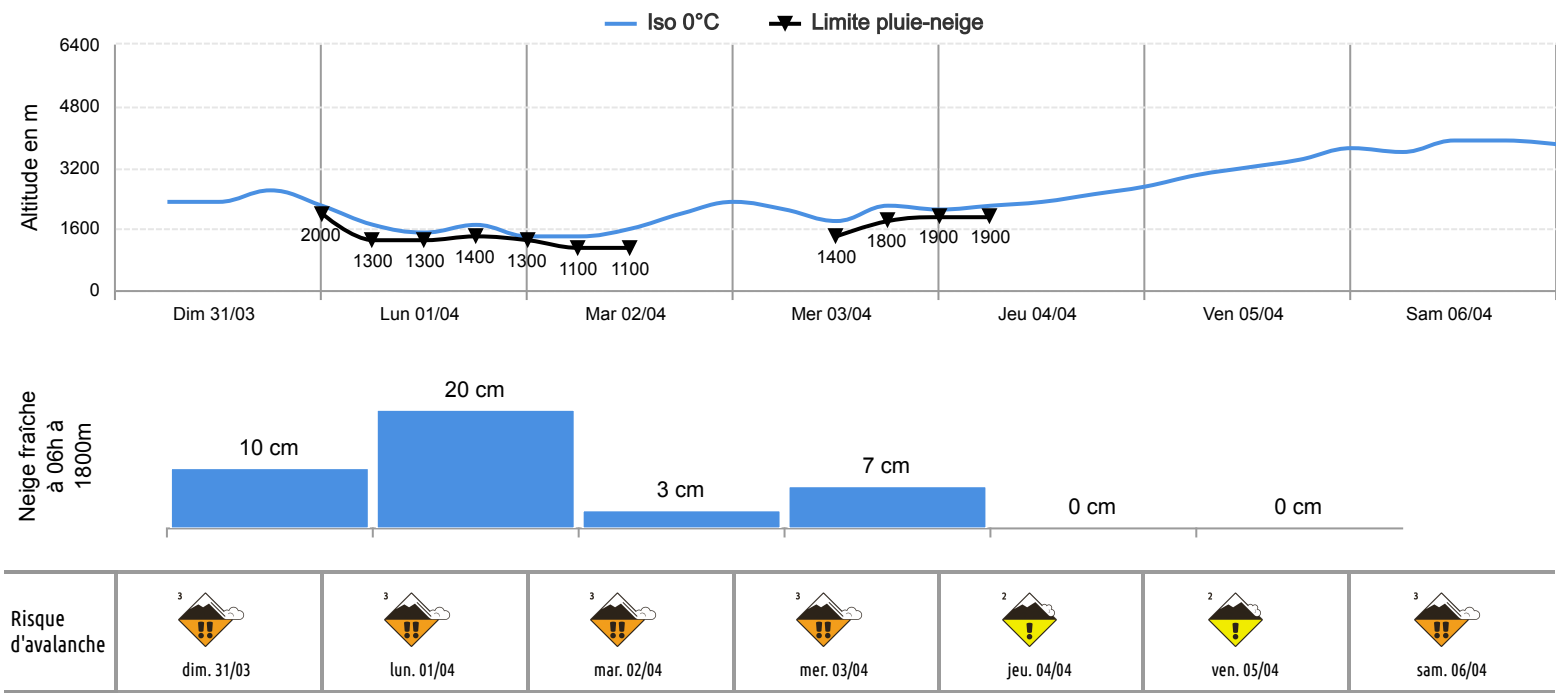 Iso 0°C Limite pluie-neige
Altitude en m
6400
4800
3200
1600
0
2000 1300 1300 1400 1300 1100 1100 1400 1800 1900 1900
Dim 31/03 Lun 01/04 Mar 02/04 Mer 03/04 Jeu 04/04 Ven 05/04 Sam 06/04
Neige fraîche
à 06h à
1800m
10 cm 20 cm 3 cm 7 cm 0 cm 0 cm
Risque
d'avalanche
3 3 3 3 2 2 3
!! !! !! !! ! ! !!
dim. 31/03 lun. 01/04 mar. 02/04 mer. 03/04 jeu. 04/04 ven. 05/04 sam. 06/04